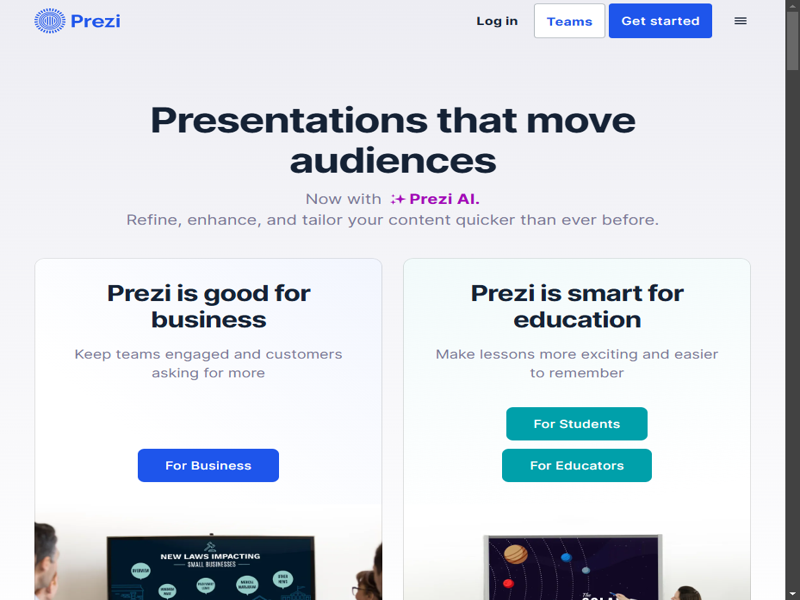 Prezi
Log in
Teams
Get started
Presentations that move
audiences
Now with Prezi AI.
Refine, enhance, and tailor your content quicker than ever before.
Prezi is good for
business
Keep teams engaged and customers
asking for more
For Business
Prezi is smart for
education
Make lessons more exciting and easier
to remember
For Students
For Educators
NEW LAWS IMPACTING
SMALL BUSINESSES
OVERVIEW
The